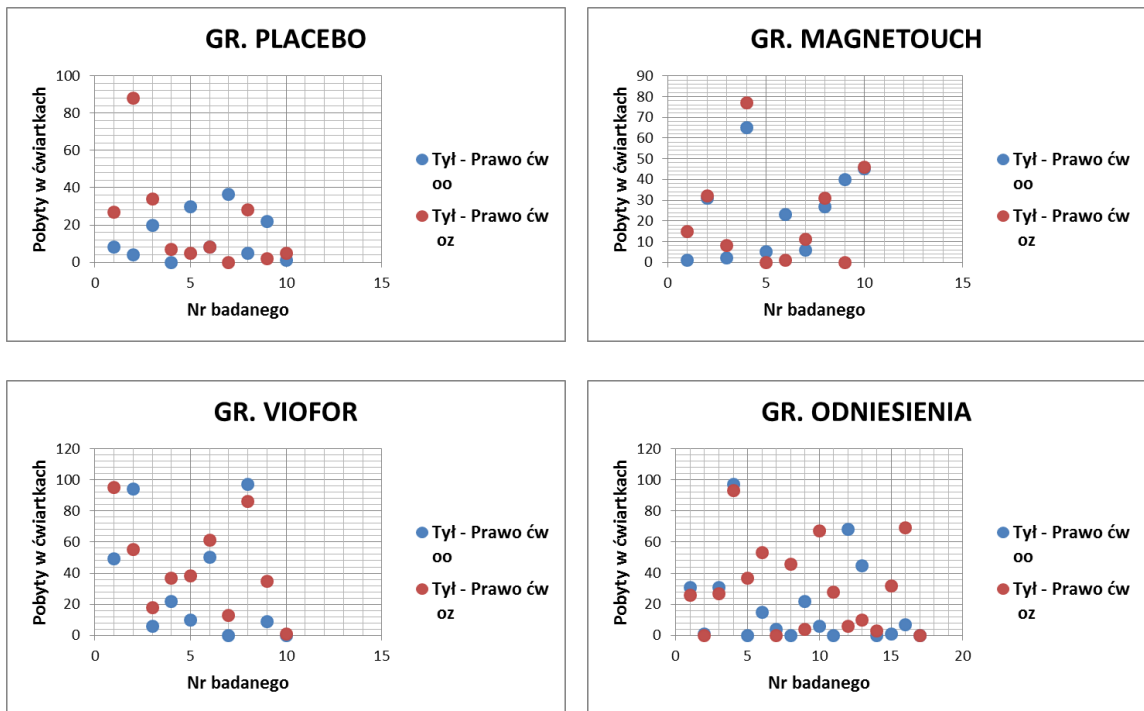 GR. PLACEBO
Pobyty w ćwiartkach
100
80
60
40
20
0
0 5 10 15
Nr badanego
Tył - Prawo ćw
oo
Tył - Prawo ćw
oz
GR. MAGNETOUCH
Pobyty w ćwiartkach
90
80
70
60
50
40
30
20
10
0
0 5 10 15
Nr badanego
Tył - Prawo ćw
oo
Tył - Prawo ćw
oz
GR. VIOFOR
Pobyty w ćwiartkach
120
100
80
60
40
20
0
0 5 10 15
Nr badanego
Tył - Prawo ćw
oo
Tył - Prawo ćw
oz
GR. ODNIESIENIA
Pobyty w ćwiartkach
120
100
80
60
40
20
0
0 5 10 15 20
Nr badanego
Tył - Prawo ćw
oo
Tył - Prawo ćw
oz